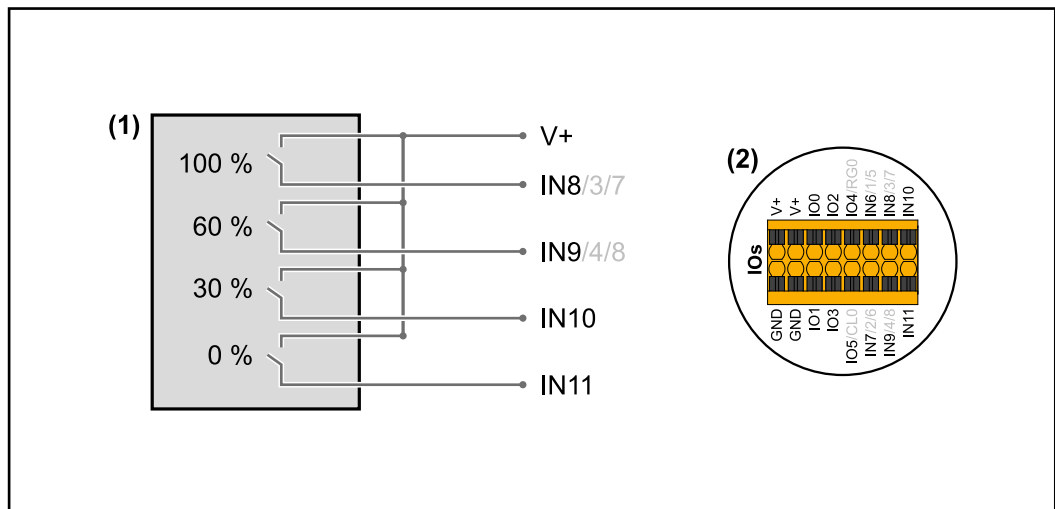 (1)
V+
100 %
IN8/3/7
60 %
IN9/4/8
30 %
IN10
0 %
IN11
(2)
V+
V+
IO0
IO2
IO4/RG0
IN6/1/5
IN8/3/7
IN10
IOs
GND
GND
IO1
IO3
IO5/CL0
IN7/2/6
IN9/4/8
IN11